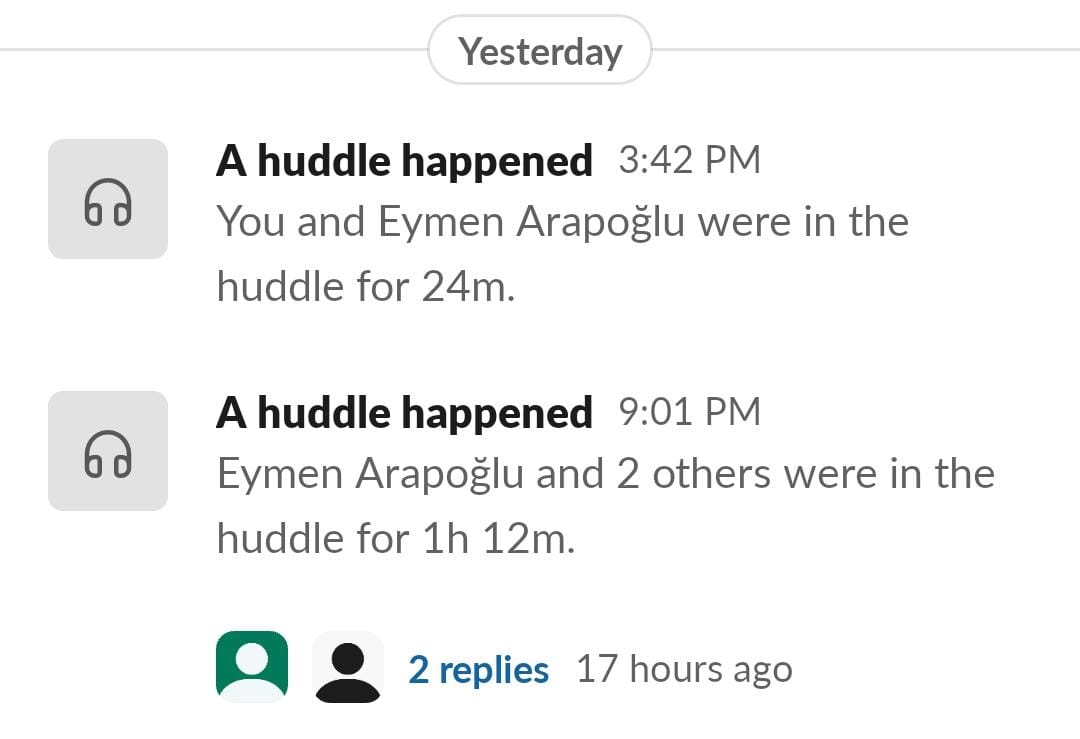 Yesterday
A huddle happened 3:42 PM
You and Eymen Arapoğlu were in the
huddle for 24m.
A huddle happened 9:01 PM
Eymen Arapoğlu and 2 others were in the
huddle for 1h 12m.
2 replies 17 hours ago